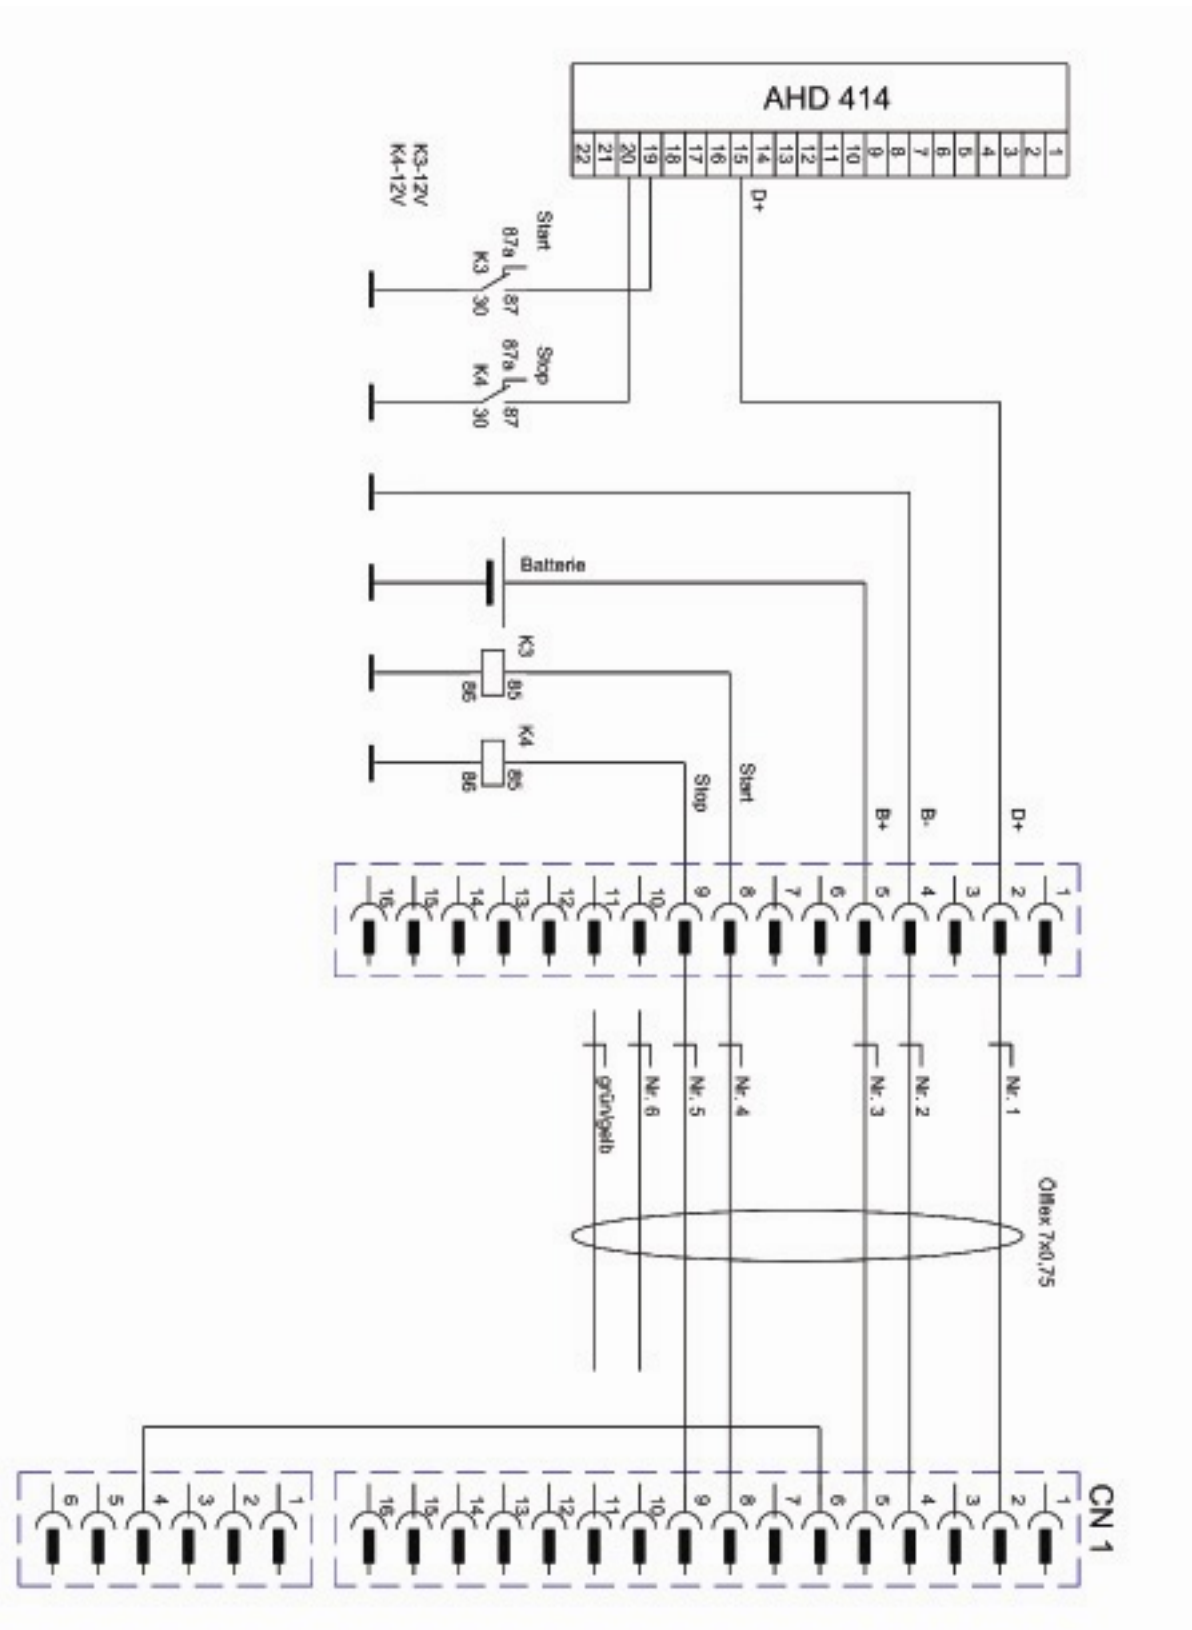 AHD 414
22 21 20 19 18 17 16 15 14 13 12 11 10 9 8 7 6 5 4 3 2 1
D+
K3-12V
K4-12V
Start
87a
K3
30
87
Stop
87a
K4
30
87
Batterie
K3
86
85
K4
86
85
Stop
Start
B+
B-
D+
16 15 14 13 12 11 10 9 8 7 6 5 4 3 2 1
grün/gelb
Nr. 6
Nr. 5
Nr. 4
Nr. 3
Nr. 2
Nr. 1
Ölflex 7x0,75
CN 1
6 5 4 3 2 1
16 15 14 13 12 11 10 9 8 7 6 5 4 3 2 1